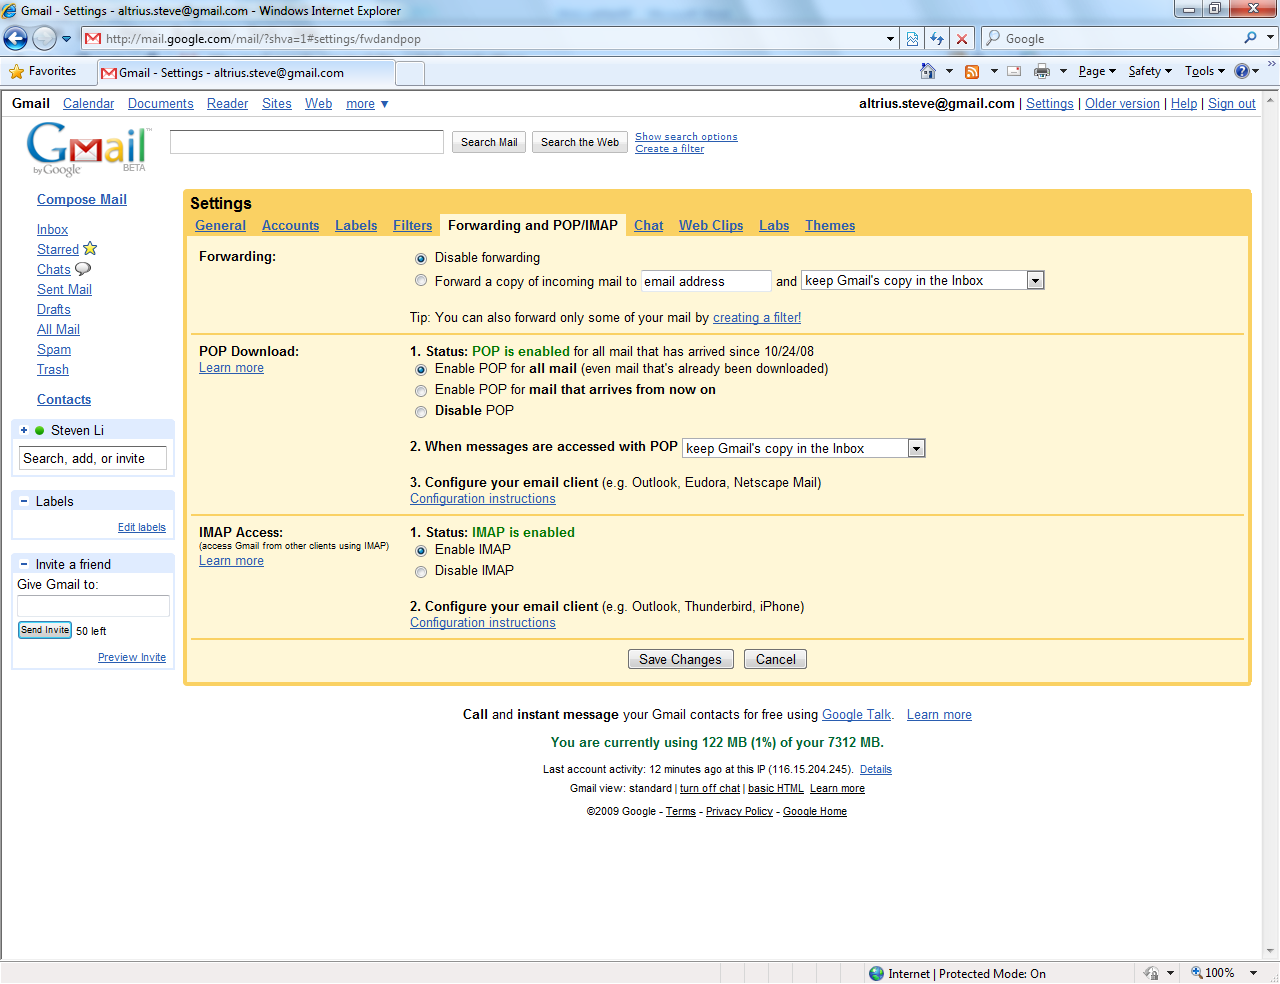 Gmail - Settings - altrius.steve@gmail.com - Windows Internet Explorer
http://mail.google.com/mail/?shva=1#settings/fwdandpop
Google
Favorites
Gmail - Settings - altrius.steve@gmail.com
Page Safety Tools
Gmail Calendar Documents Reader Sites Web more ▼
altrius.steve@gmail.com | Settings | Older version | Help | Sign out
Gmail
by Google BETA
Search Mail
Search the Web
Show search options
Create a filter
Compose Mail
Inbox
Starred
Chats
Sent Mail
Drafts
All Mail
Spam
Trash
Contacts
Steven Li
Search, add, or invite
Labels
Edit labels
Invite a friend
Give Gmail to:
Send Invite 50 left
Preview Invite
Settings
General Accounts Labels Filters Forwarding and POP/IMAP Chat Web Clips Labs Themes
Forwarding:
Disable forwarding
Forward a copy of incoming mail to email address and keep Gmail's copy in the Inbox
Tip: You can also forward only some of your mail by creating a filter!
POP Download:
Learn more
1. Status: POP is enabled for all mail that has arrived since 10/24/08
Enable POP for all mail (even mail that's already been downloaded)
Enable POP for mail that arrives from now on
Disable POP
2. When messages are accessed with POP keep Gmail's copy in the Inbox
3. Configure your email client (e.g. Outlook, Eudora, Netscape Mail)
Configuration instructions
IMAP Access:
(access Gmail from other clients using IMAP)
Learn more
1. Status: IMAP is enabled
Enable IMAP
Disable IMAP
2. Configure your email client (e.g. Outlook, Thunderbird, iPhone)
Configuration instructions
Save Changes Cancel
Call and instant message your Gmail contacts for free using Google Talk. Learn more
You are currently using 122 MB (1%) of your 7312 MB.
Last account activity: 12 minutes ago at this IP (116.15.204.245). Details
Gmail view: standard | turn off chat | basic HTML Learn more
©2009 Google - Terms - Privacy Policy - Google Home
Internet | Protected Mode: On
100%